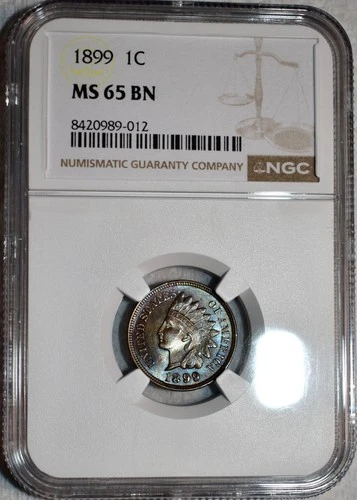 1899 1C
MS 65 BN
8420989-012
NUMISMATIC GUARANTY COMPANY NGC
UNITED STATES OF AMERICA
1899